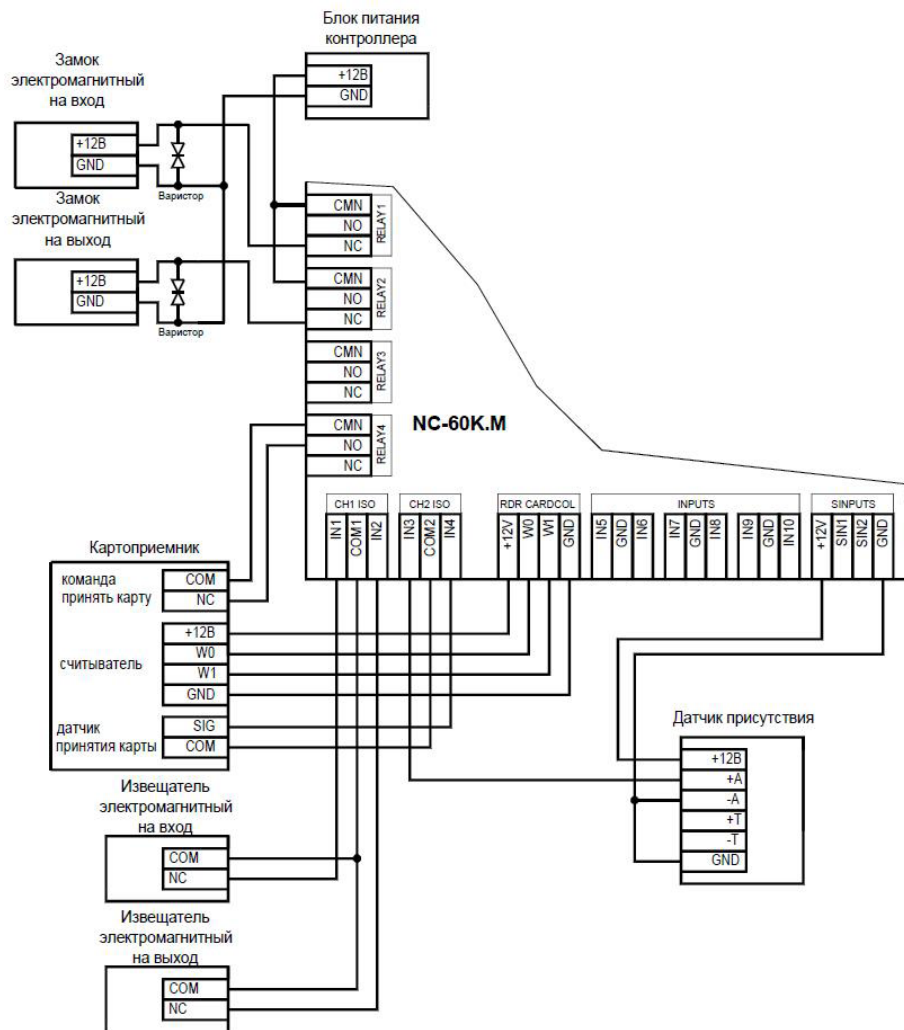 Блок питания
контроллера
+12В
GND
Замок
электромагнитный
на вход
+12В
GND
Варистор
Замок
электромагнитный
на выход
+12В
GND
Варистор
CMN
NO
NC
RELAY1
CMN
NO
NC
RELAY2
CMN
NO
NC
RELAY3
CMN
NO
NC
RELAY4
NC-60K.M
CH1 ISO
IN1
COM1
IN2
CH2 ISO
IN3
COM2
IN4
RDR CARDCOL
+12V
W0
W1
GND
INPUTS
IN5
GND
IN6
IN7
GND
IN8
IN9
GND
IN10
SINPUTS
+12V
SIN1
SIN2
GND
Картоприемник
команда
принять карту
COM
NC
считыватель
+12В
W0
W1
GND
датчик
принятия карты
SIG
COM
Извещатель
электромагнитный
на вход
COM
NC
Извещатель
электромагнитный
на выход
COM
NC
Датчик присутствия
+12В
+A
-A
+T
-T
GND